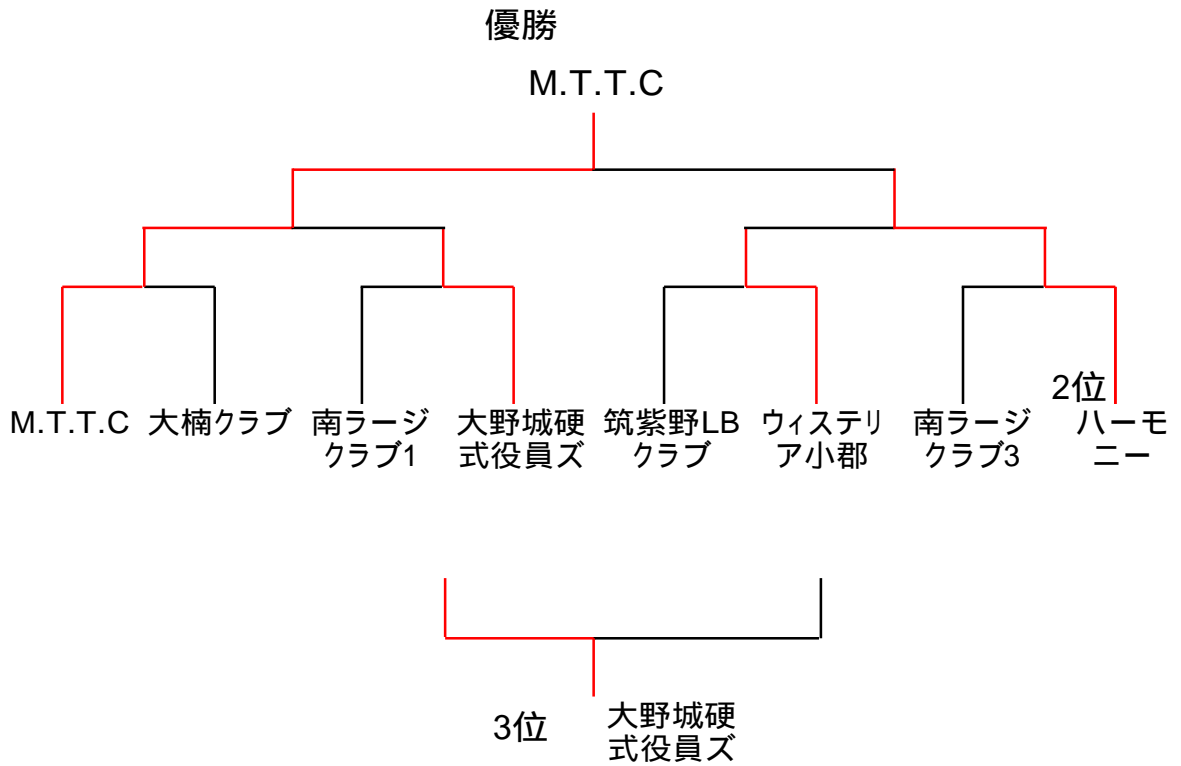 優勝
M.T.T.C
2位
M.T.T.C 大楠クラブ 南ラージ 大野城硬 筑紫野LB ウィステリ 南ラージ ハーモ
クラブ1 式役員ズ クラブ ア小郡 クラブ3 ニー
3位
大野城硬
式役員ズ